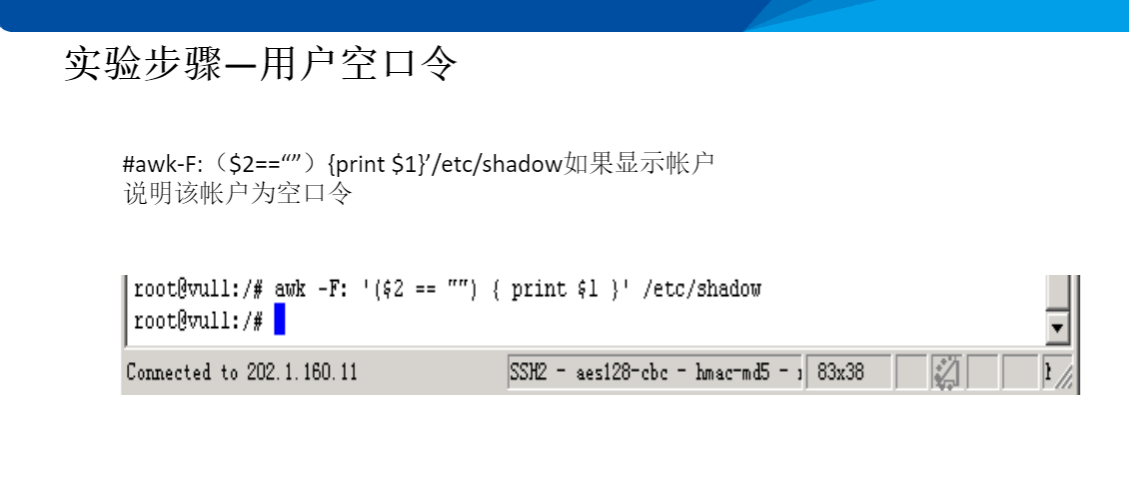 实验步骤—用户空口令
#awk-F:（$2==“”）{print $1}’/etc/shadow如果显示帐户
说明该帐户为空口令
root@vull:/# awk -F: '($2 == "") { print $1 }' /etc/shadow
root@vull:/#
Connected to 202.1.160.11 SSH2 - aes128-cbc - hmac-md5 - 83x38